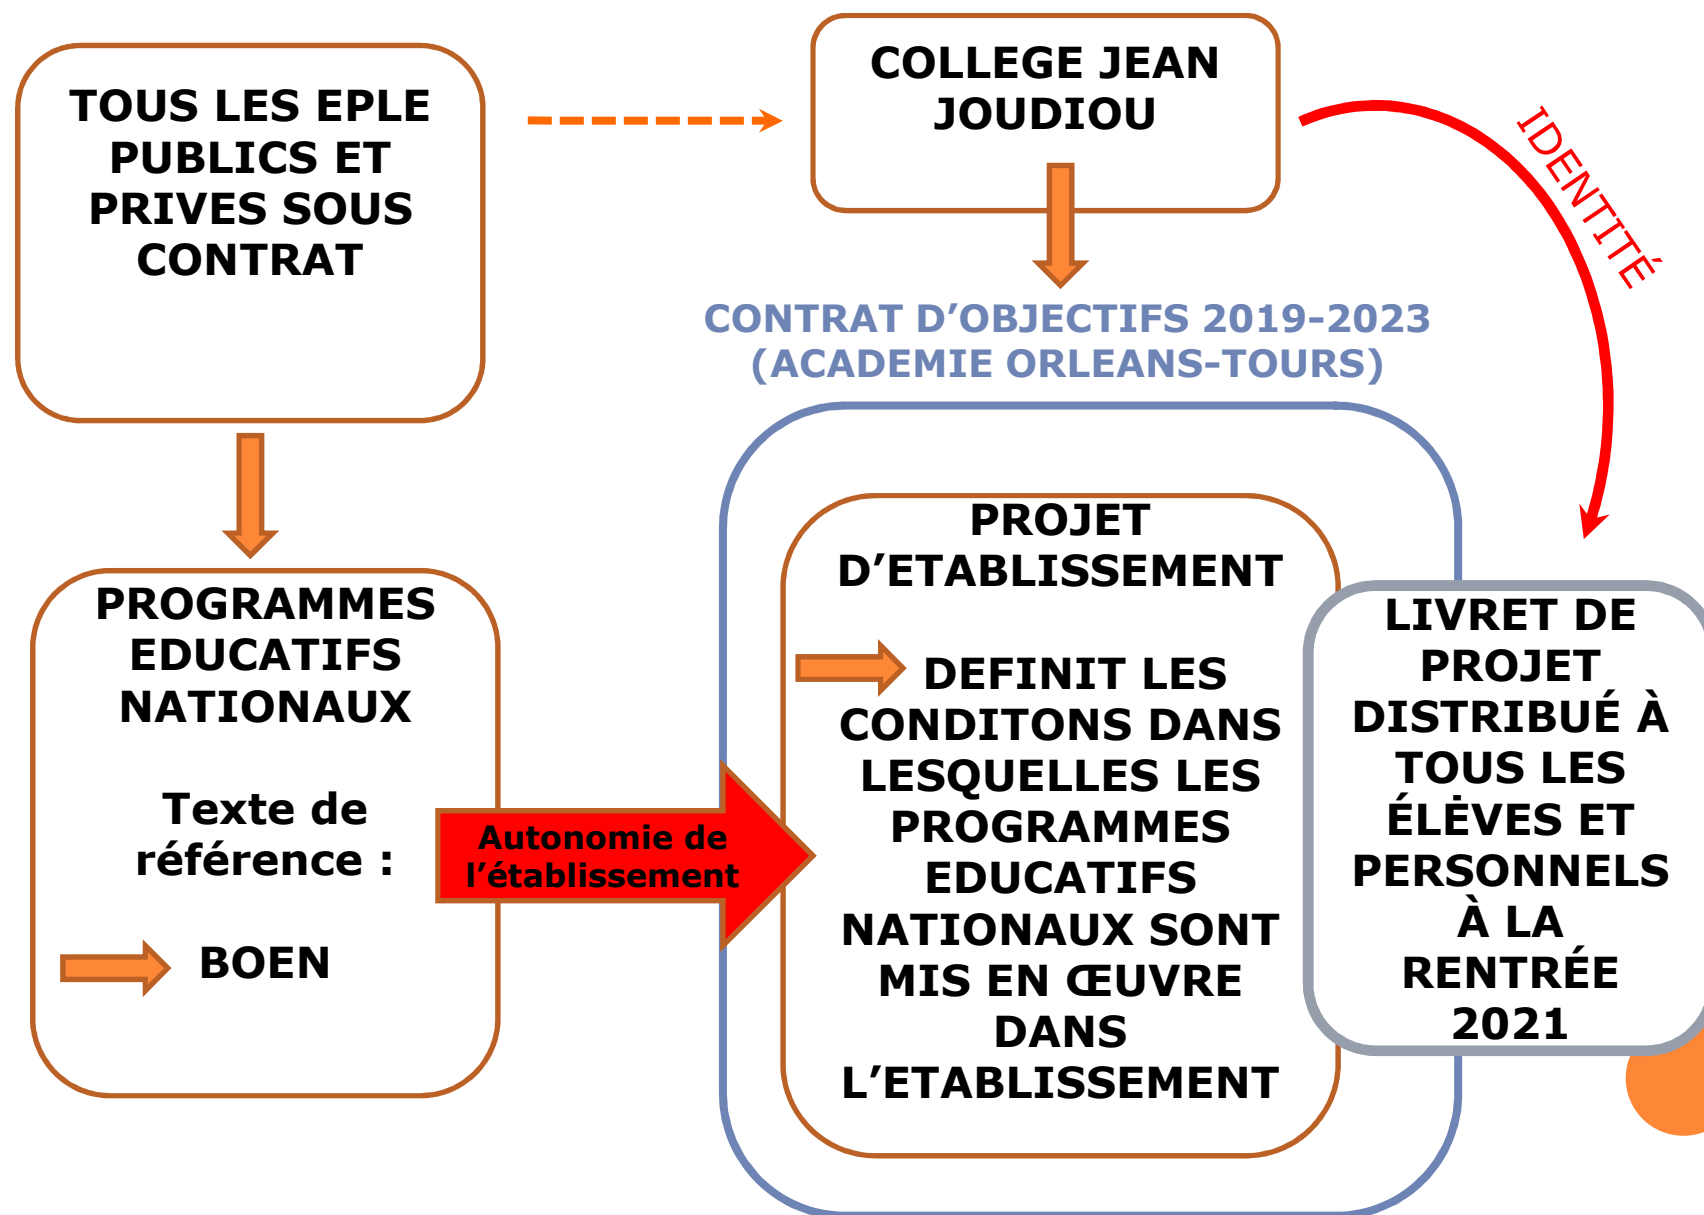 TOUS LES EPLE
PUBLICS ET
PRIVES SOUS
CONTRAT
COLLEGE JEAN
JOUDIOU
IDENTITÉ
CONTRAT D’OBJECTIFS 2019-2023
(ACADEMIE ORLEANS-TOURS)
PROGRAMMES
EDUCATIFS
NATIONAUX
Texte de
référence :
BOEN
Autonomie de
l’établissement
PROJET
D’ETABLISSEMENT
DEFINIT LES
CONDITONS DANS
LESQUELLES LES
PROGRAMMES
EDUCATIFS
NATIONAUX SONT
MIS EN ŒUVRE
DANS
L’ETABLISSEMENT
LIVRET DE
PROJET
DISTRIBUÉ À
TOUS LES
ÉLÈVES ET
PERSONNELS
À LA
RENTRÉE
2021